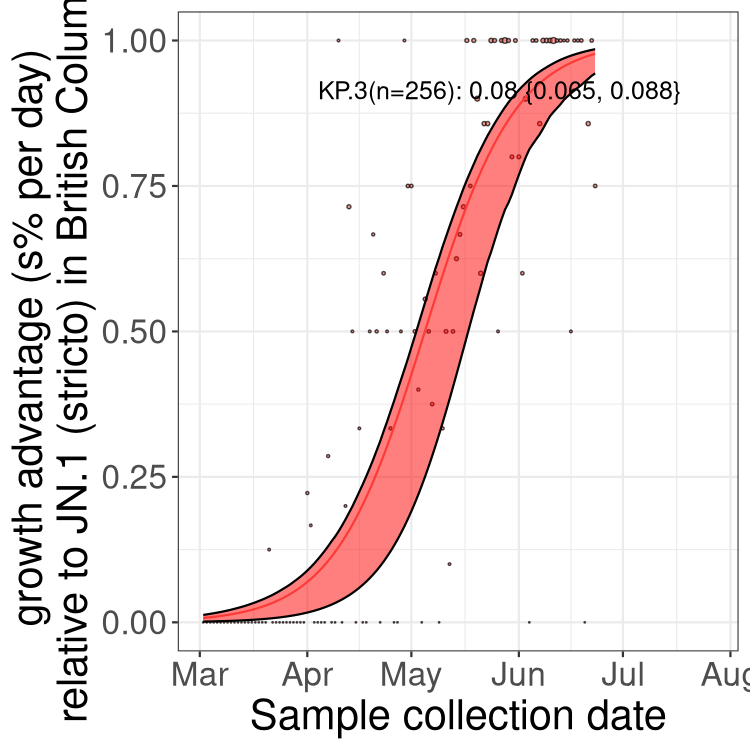 growth advantage (s% per day)
relative to JN.1 (stricto) in British Colum
1.00
0.75
0.50
0.25
0.00
KP.3(n=256): 0.08 {0.065, 0.088}
Mar Apr May Jun Jul Aug
Sample collection date